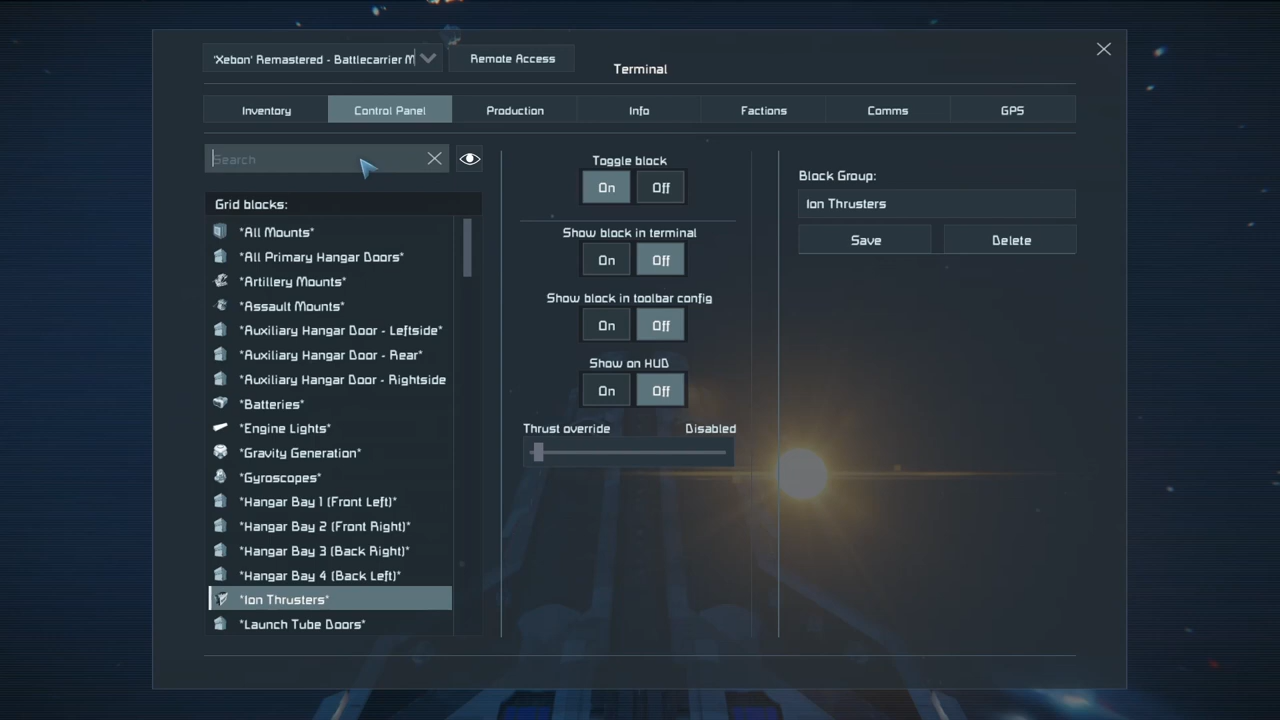 'Xebon' Remastered - Battlecarrier M
Remote Access
Terminal
Inventory
Control Panel
Production
Info
Factions
Comms
GPS
Search
Grid blocks:
*All Mounts*
*All Primary Hangar Doors*
*Artillery Mounts*
*Assault Mounts*
*Auxiliary Hangar Door - Leftside*
*Auxiliary Hangar Door - Rear*
*Auxiliary Hangar Door - Rightside
*Batteries*
*Engine Lights*
*Gravity Generation*
*Gyroscopes*
*Hangar Bay 1 (Front Left)*
*Hangar Bay 2 (Front Right)*
*Hangar Bay 3 (Back Right)*
*Hangar Bay 4 (Back Left)*
*Ion Thrusters*
*Launch Tube Doors*
Toggle block
On Off
Show block in terminal
On Off
Show block in toolbar config
On Off
Show on HUD
On Off
Thrust override Disabled
Block Group:
Ion Thrusters
Save Delete